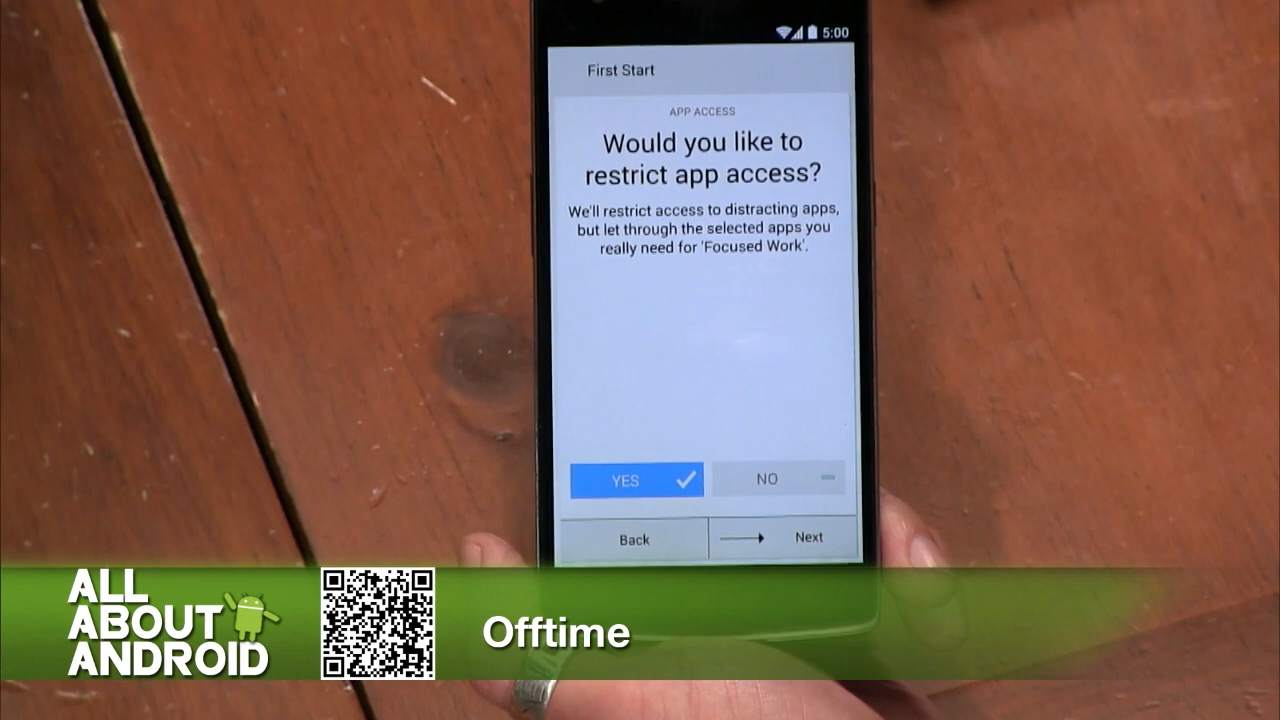 5:00
First Start
APP ACCESS
Would you like to
restrict app access?
We'll restrict access to distracting apps,
but let through the selected apps you
really need for 'Focused Work'.
YES
NO
Back
Next
ALL
ABOUT
ANDROID
Offtime